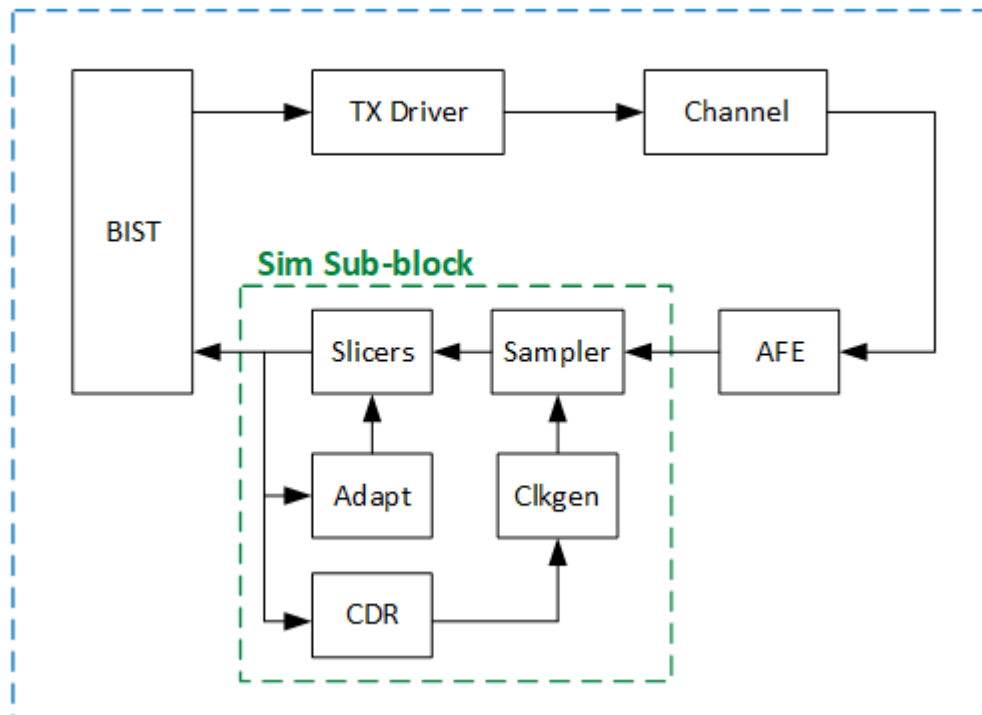 TX Driver
Channel
BIST
Sim Sub-block
Slicers
Sampler
AFE
Adapt
Clkgen
CDR